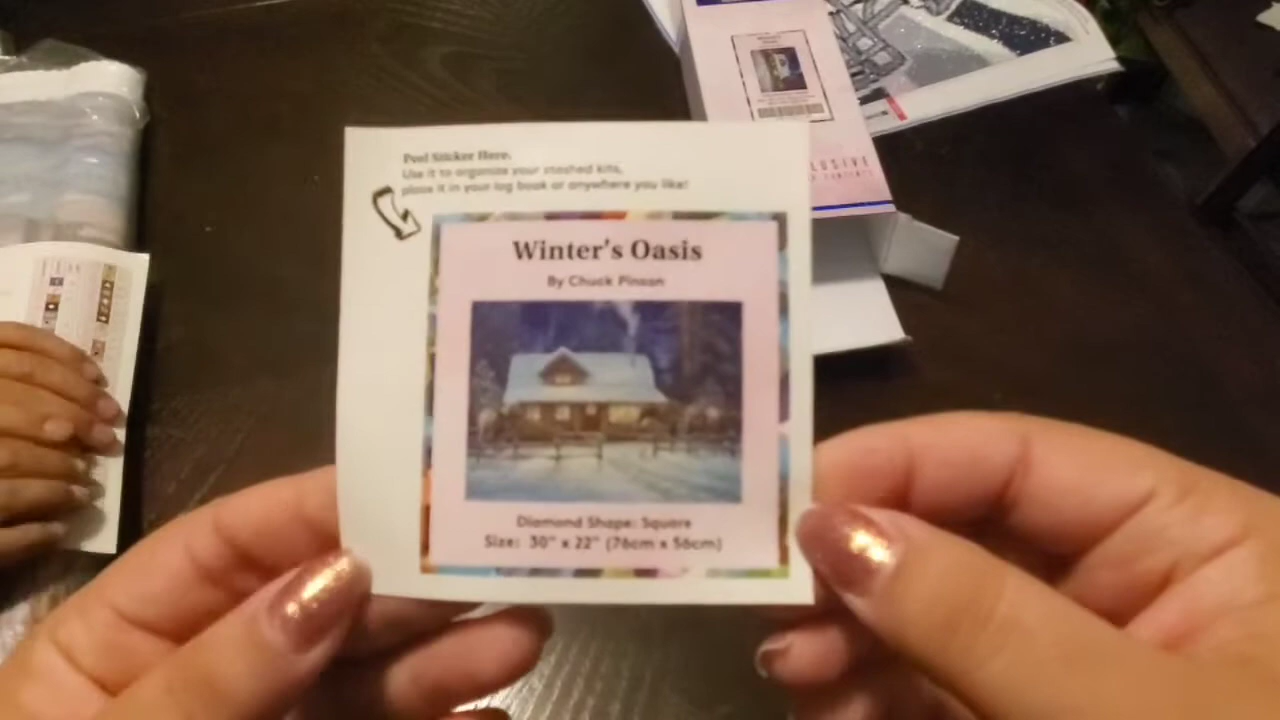 Peel Sticker Here.
Use it to organize your stashed kits,
place it in your log book or anywhere you like!
Winter's Oasis
By Chuck Pinson
Diamond Shape: Square
Size: 30" x 22" (76cm x 56cm)